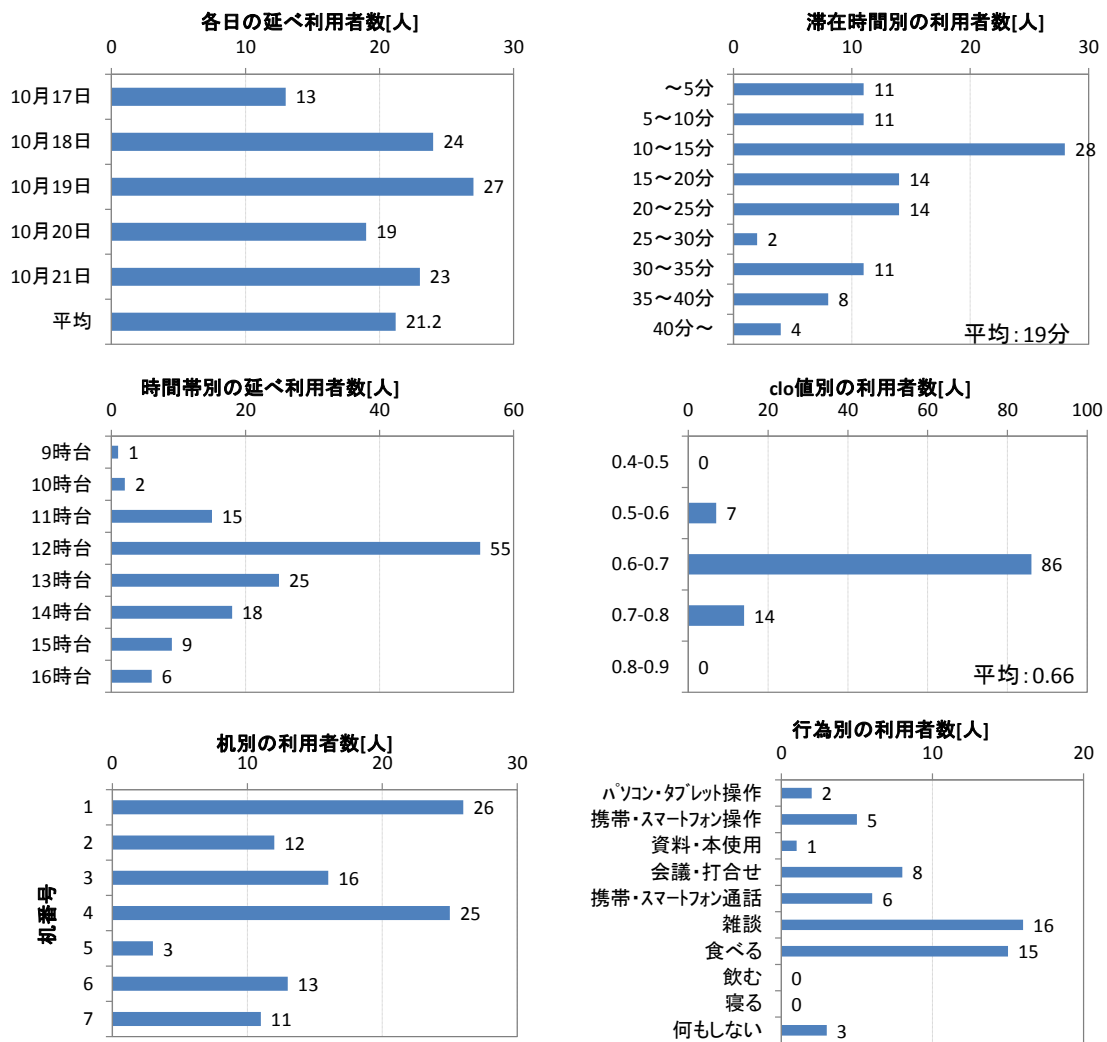 各日の延べ利用者数[人]
0 10 20 30
10月17日 13
10月18日 24
10月19日 27
10月20日 19
10月21日 23
平均 21.2
滞在時間別の利用者数[人]
0 10 20 30
～5分 11
5～10分 11
10～15分 28
15～20分 14
20～25分 14
25～30分 2
30～35分 11
35～40分 8
40分～ 4
平均：19分
時間帯別の延べ利用者数[人]
0 20 40 60
9時台 1
10時台 2
11時台 15
12時台 55
13時台 25
14時台 18
15時台 9
16時台 6
clo値別の利用者数[人]
0 20 40 60 80 100
0.4-0.5 0
0.5-0.6 7
0.6-0.7 86
0.7-0.8 14
0.8-0.9 0
平均：0.66
机別の利用者数[人]
0 10 20 30
机番号
1 26
2 12
3 16
4 25
5 3
6 13
7 11
行為別の利用者数[人]
0 10 20
ﾊﾟｿｺﾝ・ﾀﾌﾞﾚｯﾄ操作 2
携帯・ｽﾏｰﾄﾌｫﾝ操作 5
資料・本使用 1
会議・打合せ 8
携帯・ｽﾏｰﾄﾌｫﾝ通話 6
雑談 16
食べる 15
飲む 0
寝る 0
何もしない 3